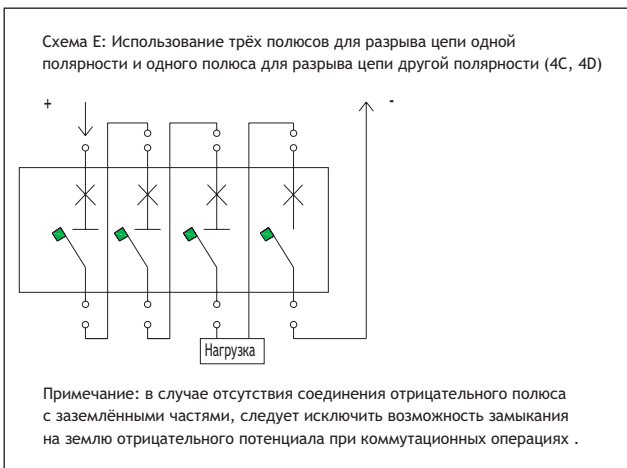 Схема E: Использование трёх полюсов для разрыва цепи одной
полярности и одного полюса для разрыва цепи другой полярности (4C, 4D)
+
-
Нагрузка
Примечание: в случае отсутствия соединения отрицательного полюса
с заземлёнными частями, следует исключить возможность замыкания
на землю отрицательного потенциала при коммутационных операциях .